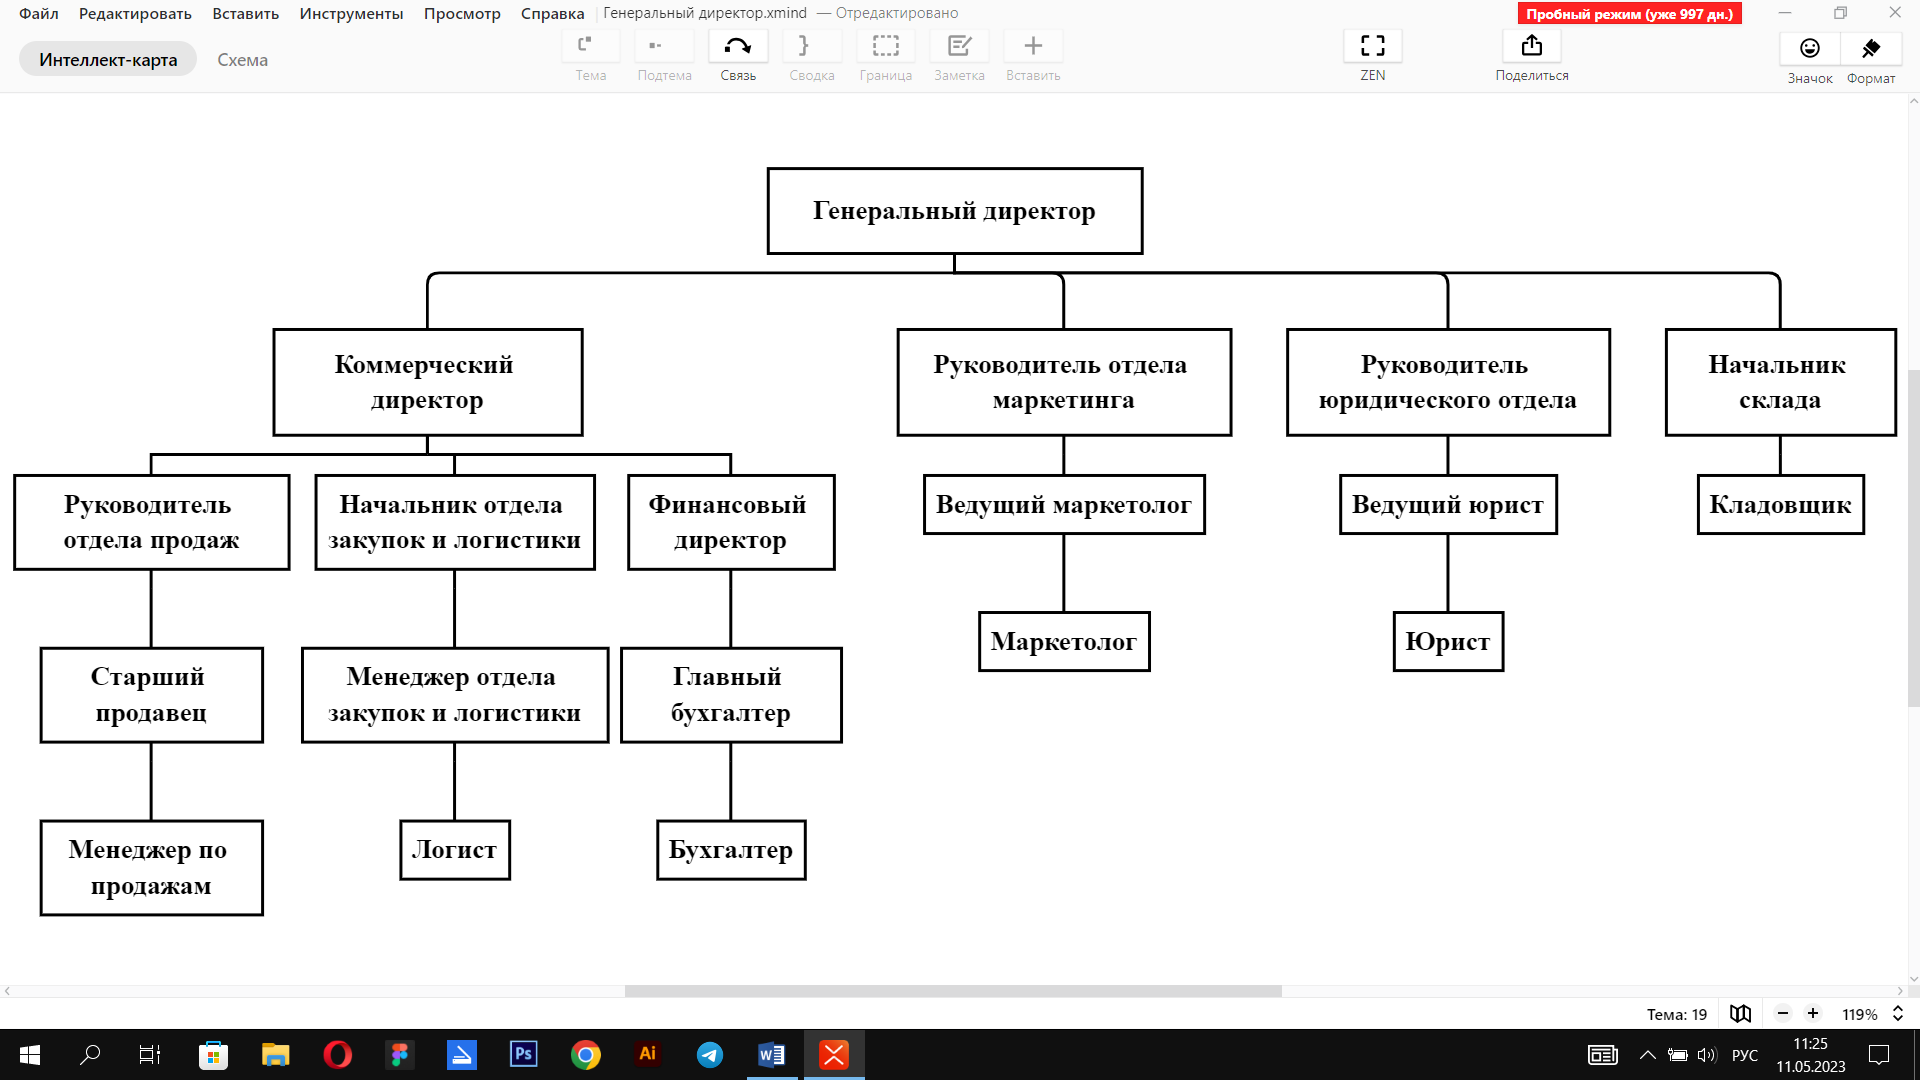 Файл Редактировать Вставить Инструменты Просмотр Справка Генеральный директор.xmind — Отредактировано Пробный режим (уже 997 дн.)
Интеллект-карта Схема
Тема Подтема Связь Сводка Граница Заметка Вставить ZEN Поделиться Значок Формат
Генеральный директор
Коммерческий
директор
Руководитель отдела
маркетинга
Руководитель
юридического отдела
Начальник
склада
Руководитель
отдела продаж
Начальник отдела
закупок и логистики
Финансовый
директор
Ведущий маркетолог
Ведущий юрист
Кладовщик
Маркетолог
Юрист
Старший
продавец
Менеджер отдела
закупок и логистики
Главный
бухгалтер
Менеджер по
продажам
Логист
Бухгалтер
Тема: 19 119%
Ps Ai РУС 11:25
11.05.2023